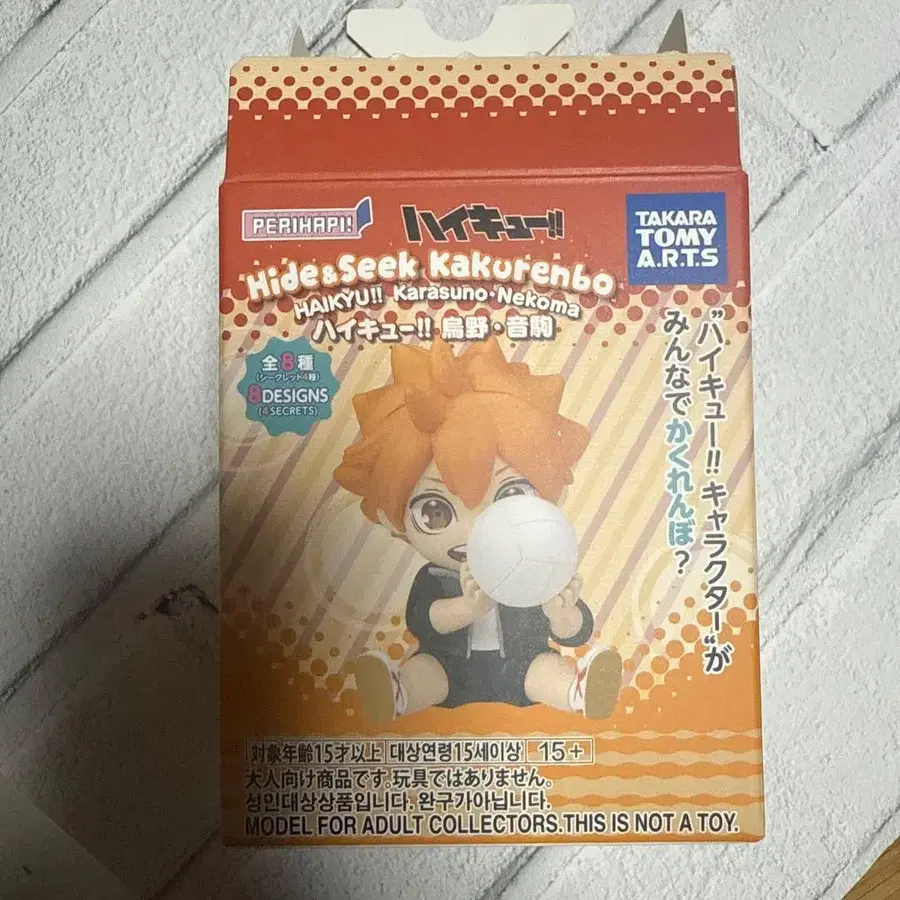 PERIHAPI!
ハイキュー!!
TAKARA
TOMY
A.R.T.S
Hide&Seek Kakurenbo
HAIKYU!! Karasuno・Nekoma
ハイキュー!! 烏野・音駒
全8種
(シークレット4種)
8DESIGNS
(4 SECRETS)
"ハイキュー!! キャラクター"が
みんなでかくれんぼ?
対象年齢15才以上 대상연령15세이상 15+
大人向け商品です。玩具ではありません。
성인대상상품입니다. 완구가아닙니다.
MODEL FOR ADULT COLLECTORS.THIS IS NOT A TOY.